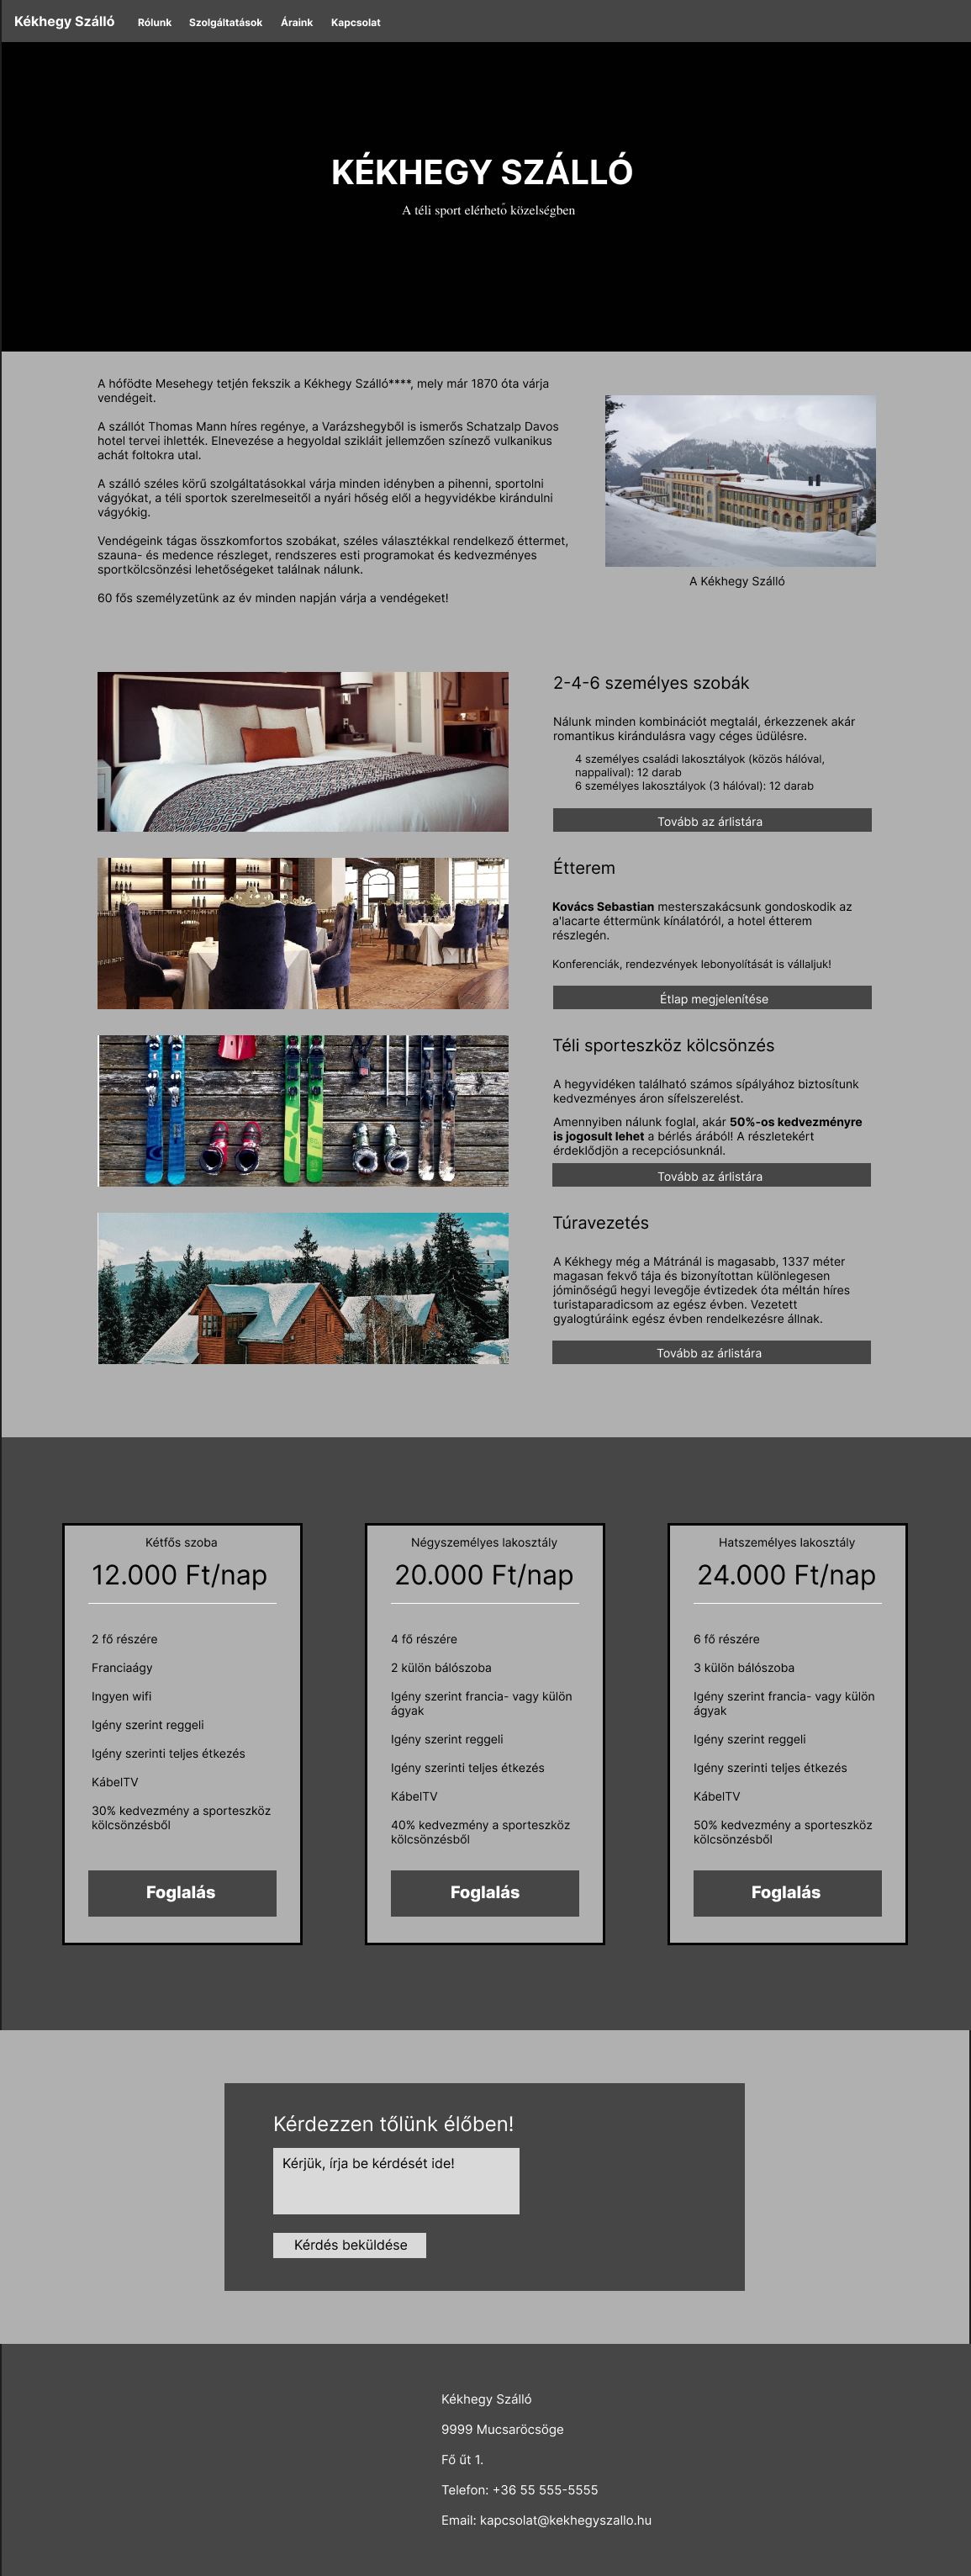 Kékhegy Szálló Rólunk Szolgáltatások Áraink Kapcsolat
KÉKHEGY SZÁLLÓ
A téli sport elérhető közelségben
A hófödte Mesehegy tetjén fekszik a Kékhegy Szálló****, mely már 1870 óta várja
vendégeit.
A szállót Thomas Mann híres regénye, a Varázshegyből is ismerős Schatzalp Davos
hotel tervei ihlették. Elnevezése a hegyoldal szikláit jellemzően színező vulkanikus
achát foltokra utal.
A szálló széles körű szolgáltatásokkal várja minden idényben a pihenni, sportolni
vágyókat, a téli sportok szerelmeseitől a nyári hőség elől a hegyvidékbe kirándulni
vágyókig.
Vendégeink tágas összkomfortos szobákat, széles választékkal rendelkező éttermet,
szauna- és medence részleget, rendszeres esti programokat és kedvezményes
sportkölcsönzési lehetőségeket találnak nálunk.
60 fős személyzetünk az év minden napján várja a vendégeket!
A Kékhegy Szálló
2-4-6 személyes szobák
Nálunk minden kombinációt megtalál, érkezzenek akár
romantikus kirándulásra vagy céges üdülésre.
4 személyes családi lakosztályok (közös hálóval,
nappalival): 12 darab
6 személyes lakosztályok (3 hálóval): 12 darab
Tovább az árlistára
Étterem
Kovács Sebastian mesterszakácsunk gondoskodik az
a'lacarte éttermünk kínálatóról, a hotel étterem
részlegén.
Konferenciák, rendezvények lebonyolítását is vállaljuk!
Étlap megjelenítése
Téli sporteszköz kölcsönzés
A hegyvidéken található számos sípályához biztosítunk
kedvezményes áron sífelszerelést.
Amennyiben nálunk foglal, akár 50%-os kedvezményre
is jogosult lehet a bérlés árából! A részletekért
érdeklődjön a recepciósunknál.
Tovább az árlistára
Túravezetés
A Kékhegy még a Mátránál is magasabb, 1337 méter
magasan fekvő tája és bizonyítottan különlegesen
jóminőségű hegyi levegője évtizedek óta méltán híres
turistaparadicsom az egész évben. Vezetett
gyalogtúráink egész évben rendelkezésre állnak.
Tovább az árlistára
Kétfős szoba
12.000 Ft/nap
2 fő részére
Franciaágy
Ingyen wifi
Igény szerint reggeli
Igény szerinti teljes étkezés
KábelTV
30% kedvezmény a sporteszköz
kölcsönzésből
Foglalás
Négyszemélyes lakosztály
20.000 Ft/nap
4 fő részére
2 külön bálószoba
Igény szerint francia- vagy külön
ágyak
Igény szerint reggeli
Igény szerinti teljes étkezés
KábelTV
40% kedvezmény a sporteszköz
kölcsönzésből
Foglalás
Hatszemélyes lakosztály
24.000 Ft/nap
6 fő részére
3 külön bálószoba
Igény szerint francia- vagy külön
ágyak
Igény szerint reggeli
Igény szerinti teljes étkezés
KábelTV
50% kedvezmény a sporteszköz
kölcsönzésből
Foglalás
Kérdezzen tőlünk élőben!
Kérjük, írja be kérdését ide!
Kérdés beküldése
Kékhegy Szálló
9999 Mucsaröcsöge
Fő űt 1.
Telefon: +36 55 555-5555
Email: kapcsolat@kekhegyszallo.hu